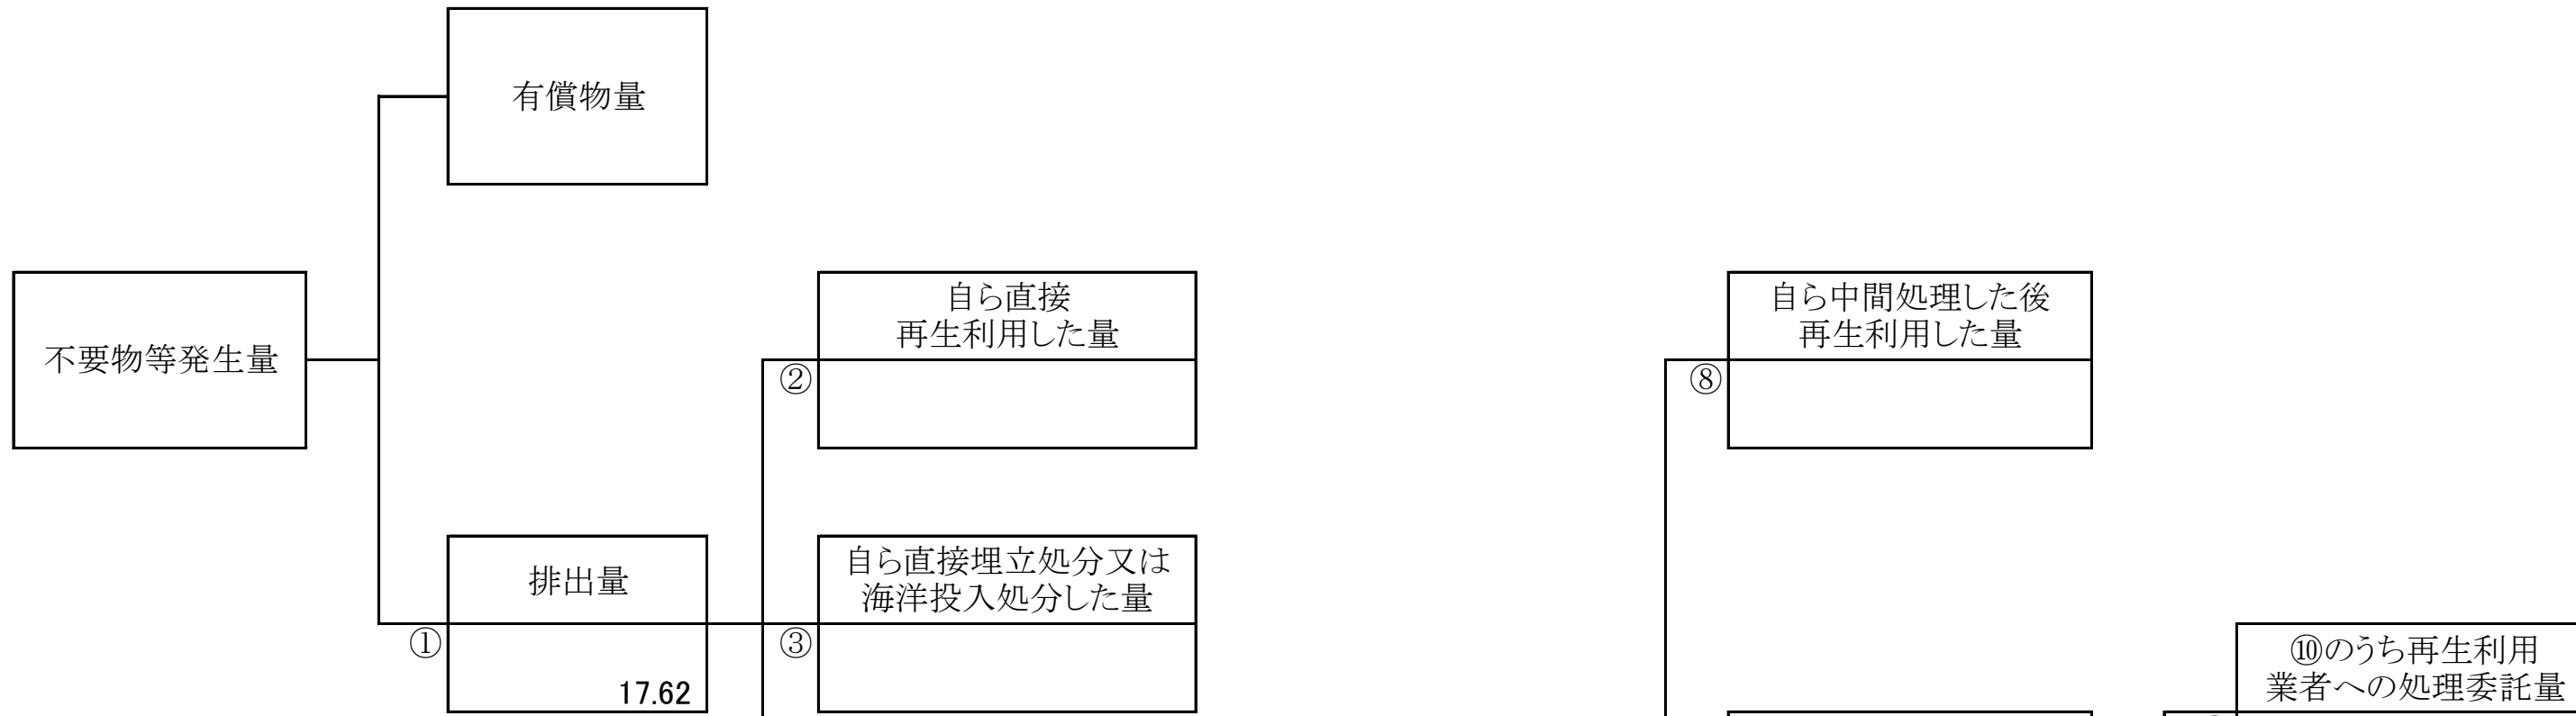 有償物量
不要物等発生量
自ら直接
再生利用した量
②
自ら中間処理した後
再生利用した量
⑧
排出量
①
17.62
自ら直接埋立処分又は
海洋投入処分した量
③
⑩のうち再生利用
業者への処理委託量